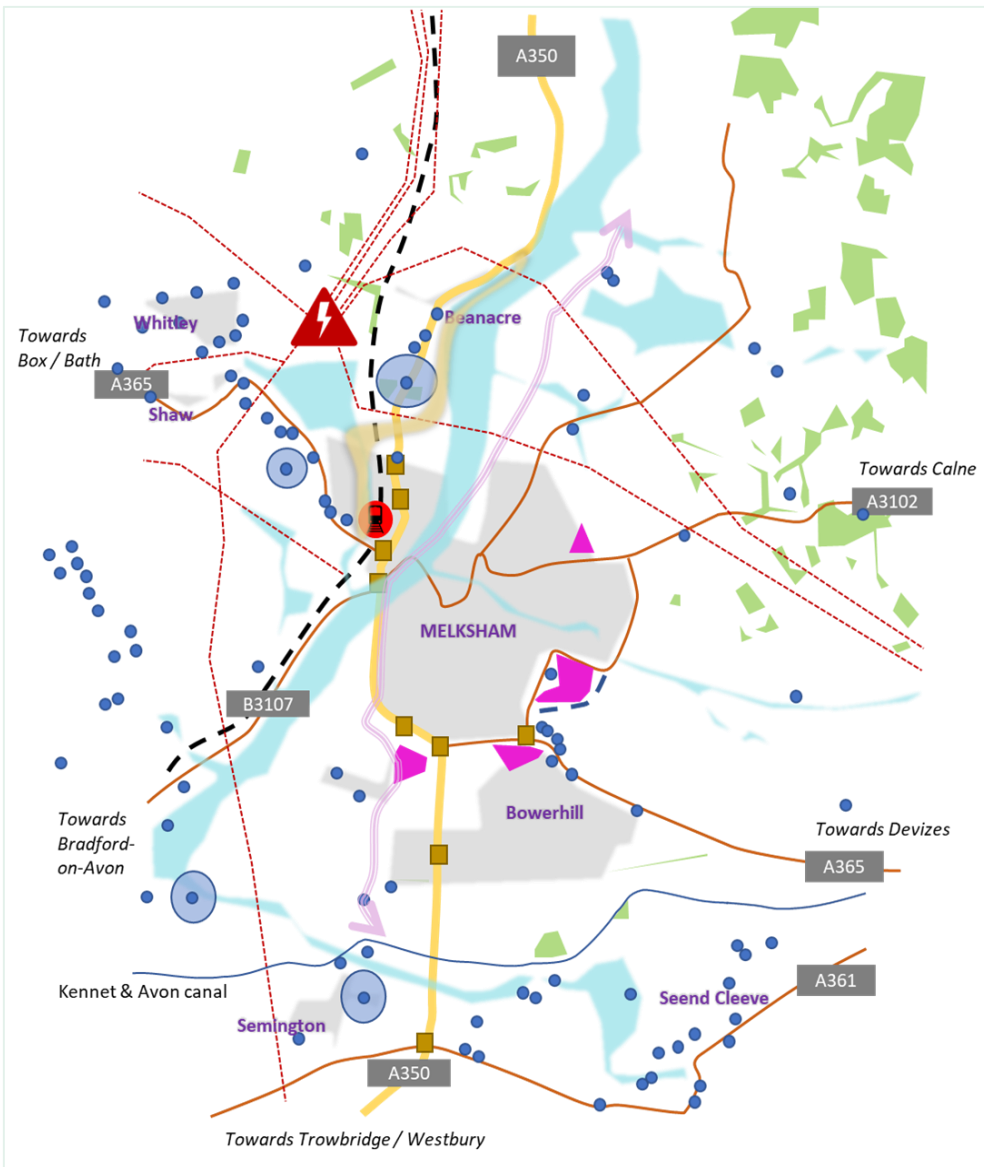 A350
Whitley
Beanacre
Towards
Box / Bath
A365
Shaw
Towards Calne
A3102
MELKSHAM
B3107
Bowerhill
Towards
Bradford-
on-Avon
Towards Devizes
A365
Kennet & Avon canal
A361
Seend Cleeve
Semington
A350
Towards Trowbridge / Westbury